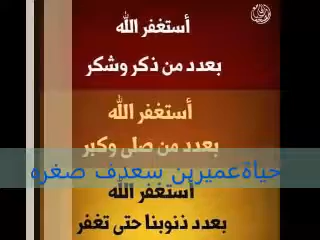 أستغفر الله
بعدد من ذكر وشكر
أستغفر الله
بعدد من صلى وكبر
حياةعميربن سعدف صغره
أستغفر الله
بعدد ذنوبنا حتى تغفر